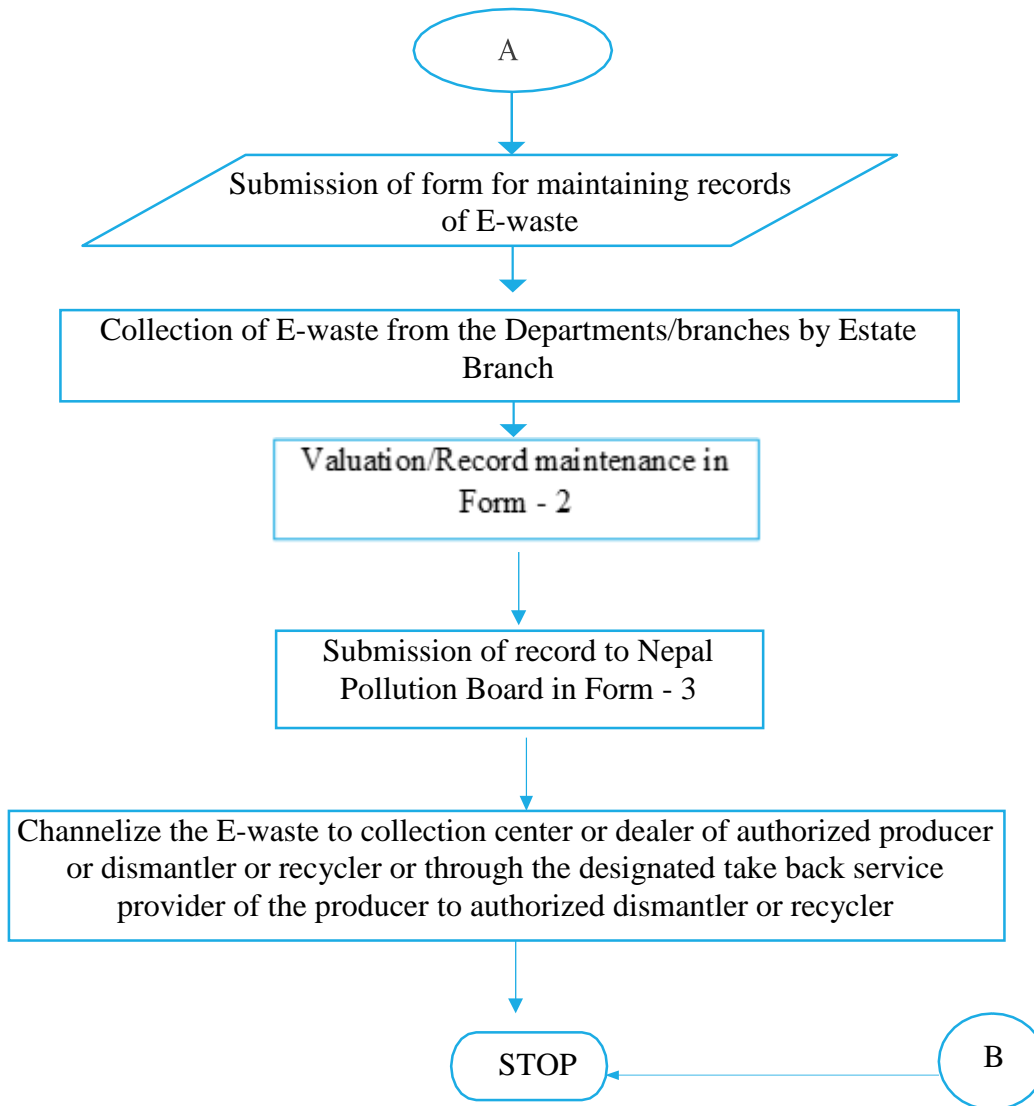 A
Submission of form for maintaining records
of E-waste
Collection of E-waste from the Departments/branches by Estate
Branch
Valuation/Record maintenance in
Form - 2
Submission of record to Nepal
Pollution Board in Form - 3
Channelize the E-waste to collection center or dealer of authorized producer
or dismantler or recycler or through the designated take back service
provider of the producer to authorized dismantler or recycler
STOP
B